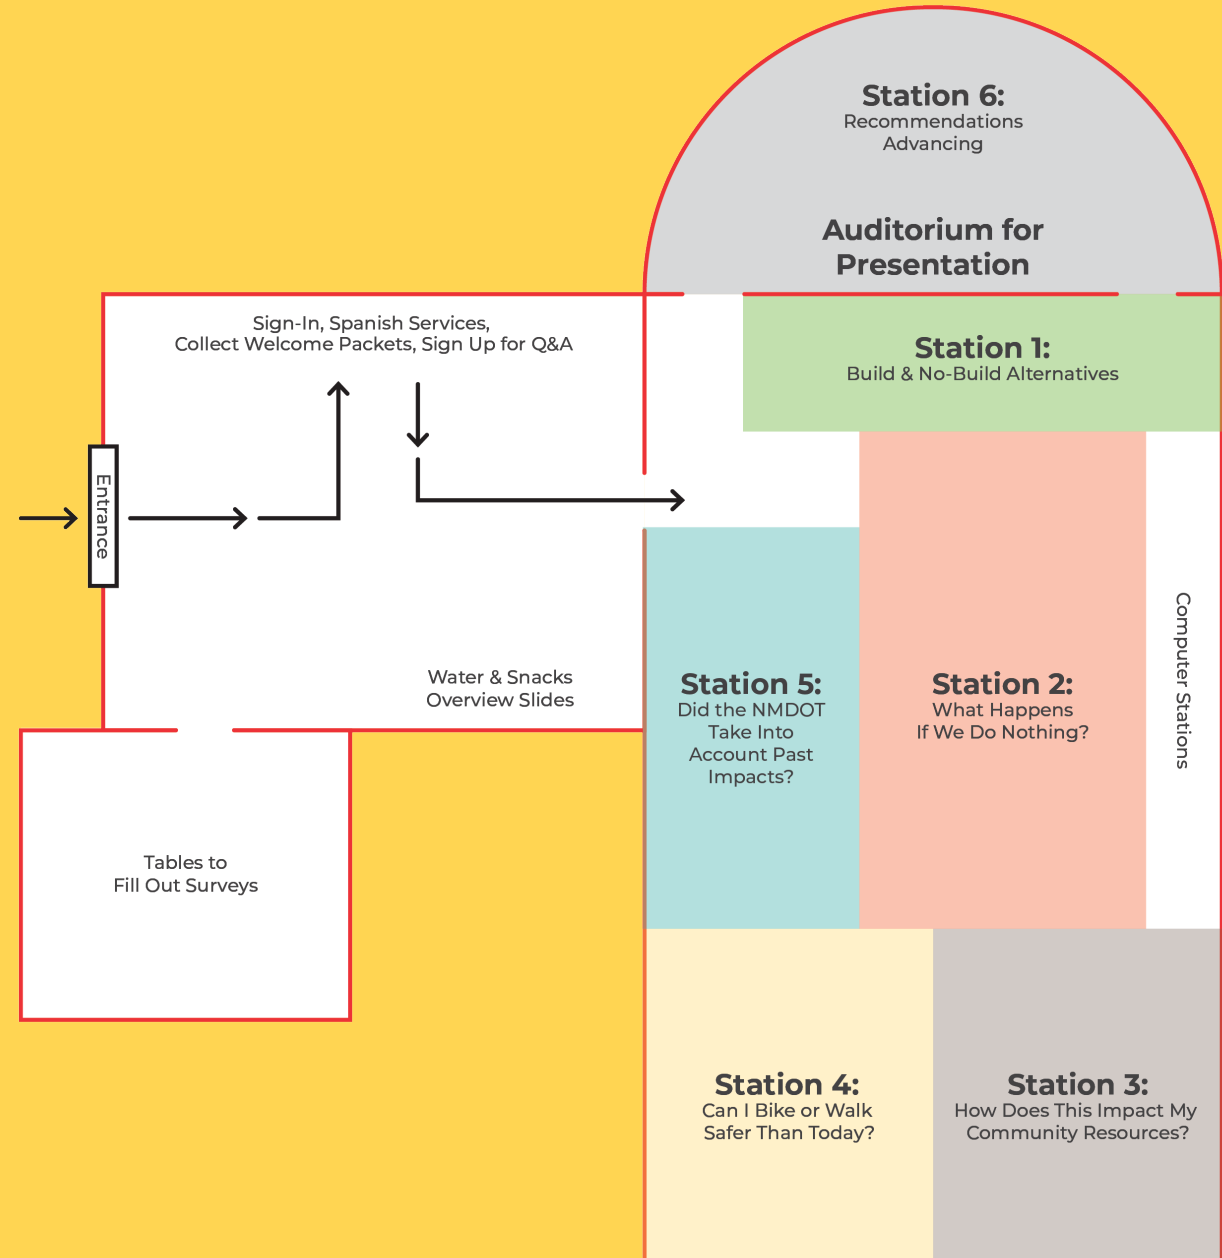 Station 6:
Recommendations
Advancing
Auditorium for
Presentation
Sign-In, Spanish Services,
Collect Welcome Packets, Sign Up for Q&A
Station 1:
Build & No-Build Alternatives
Entrance
Water & Snacks
Overview Slides
Station 5:
Did the NMDOT
Take Into
Account Past
Impacts?
Station 2:
What Happens
If We Do Nothing?
Computer Stations
Tables to
Fill Out Surveys
Station 4:
Can I Bike or Walk
Safer Than Today?
Station 3:
How Does This Impact My
Community Resources?